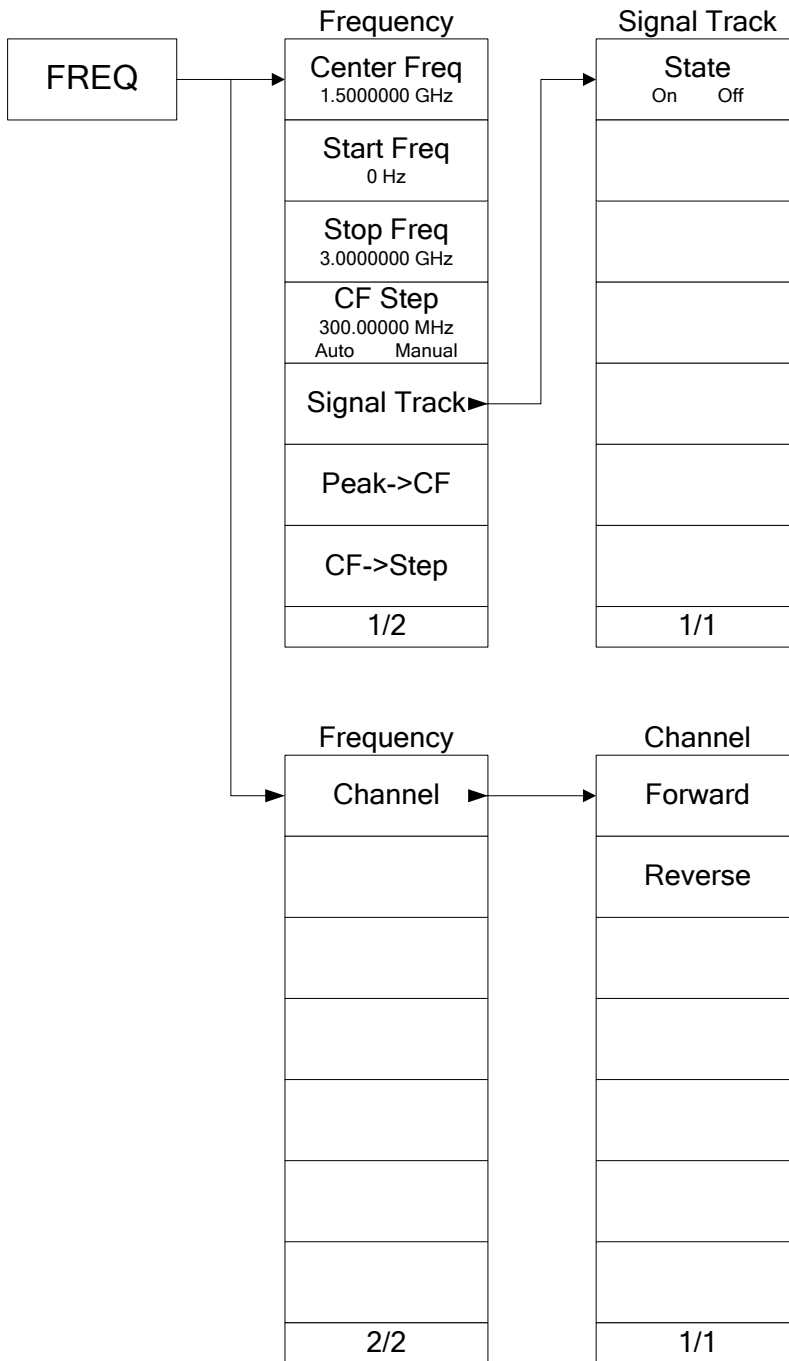 FREQ
Frequency
Center Freq
1.5000000 GHz
Start Freq
0 Hz
Stop Freq
3.0000000 GHz
CF Step
300.00000 MHz
Auto Manual
Signal Track
Peak->CF
CF->Step
1/2
Signal Track
State
On Off
1/1
Frequency
Channel
2/2
Channel
Forward
Reverse
1/1